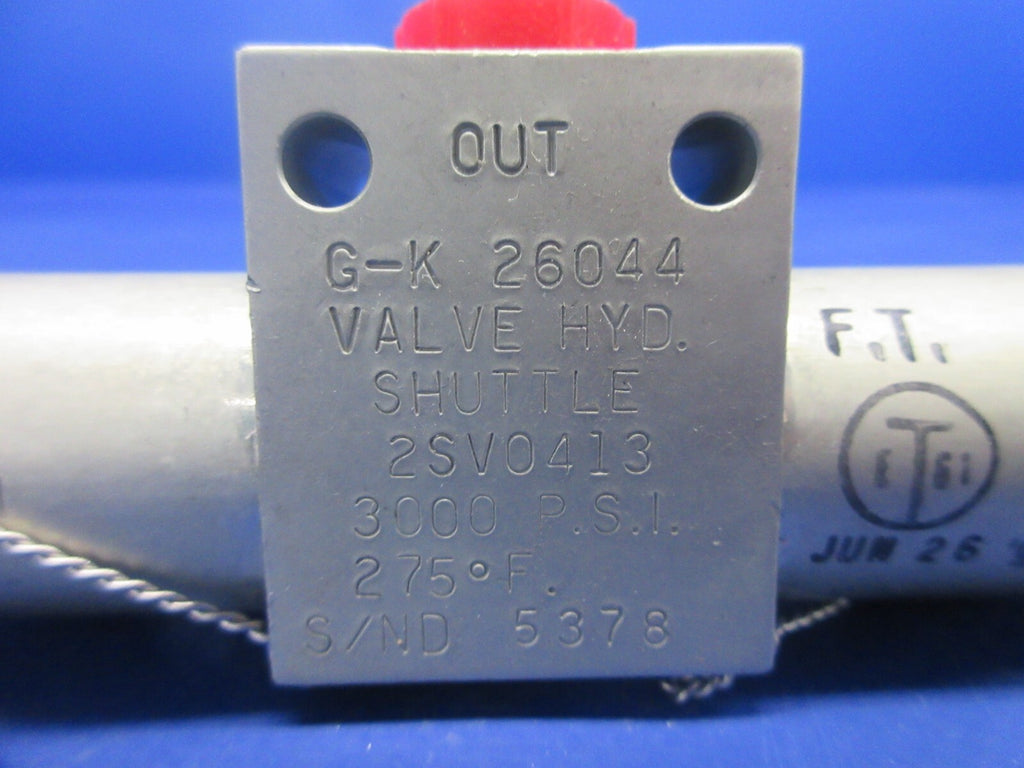 OUT
G-K 26044
VALVE HYD.
SHUTTLE
2SV0413
3000 P.S.I.
275°F.
S/ND 5378
F.T.
T
JUN 26